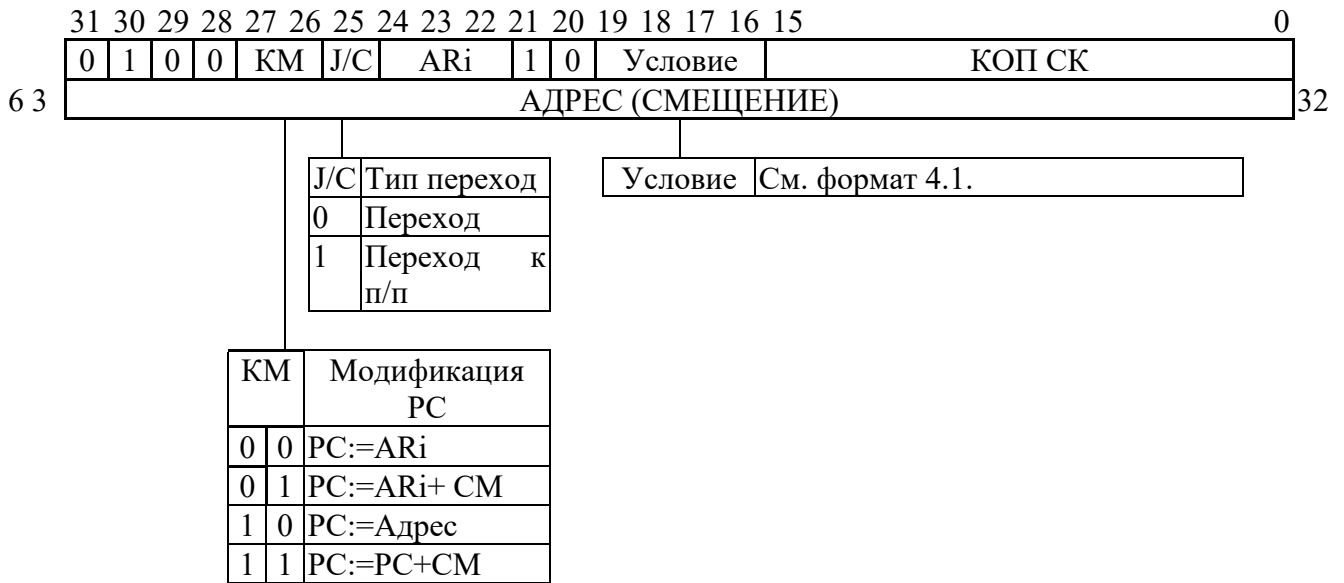 31 30 29 28 27 26 25 24 23 22 21 20 19 18 17 16 15 0
0 1 0 0 КМ J/C ARi 1 0 Условие КОП СК
6 3 АДРЕС (СМЕЩЕНИЕ) 32
J/C Тип переход
0 Переход
1 Переход к
п/п
Условие См. формат 4.1.
КМ Модификация
PC
0 0 PC:=ARi
0 1 PC:=ARi+ CM
1 0 PC:=Адрес
1 1 PC:=PC+CM